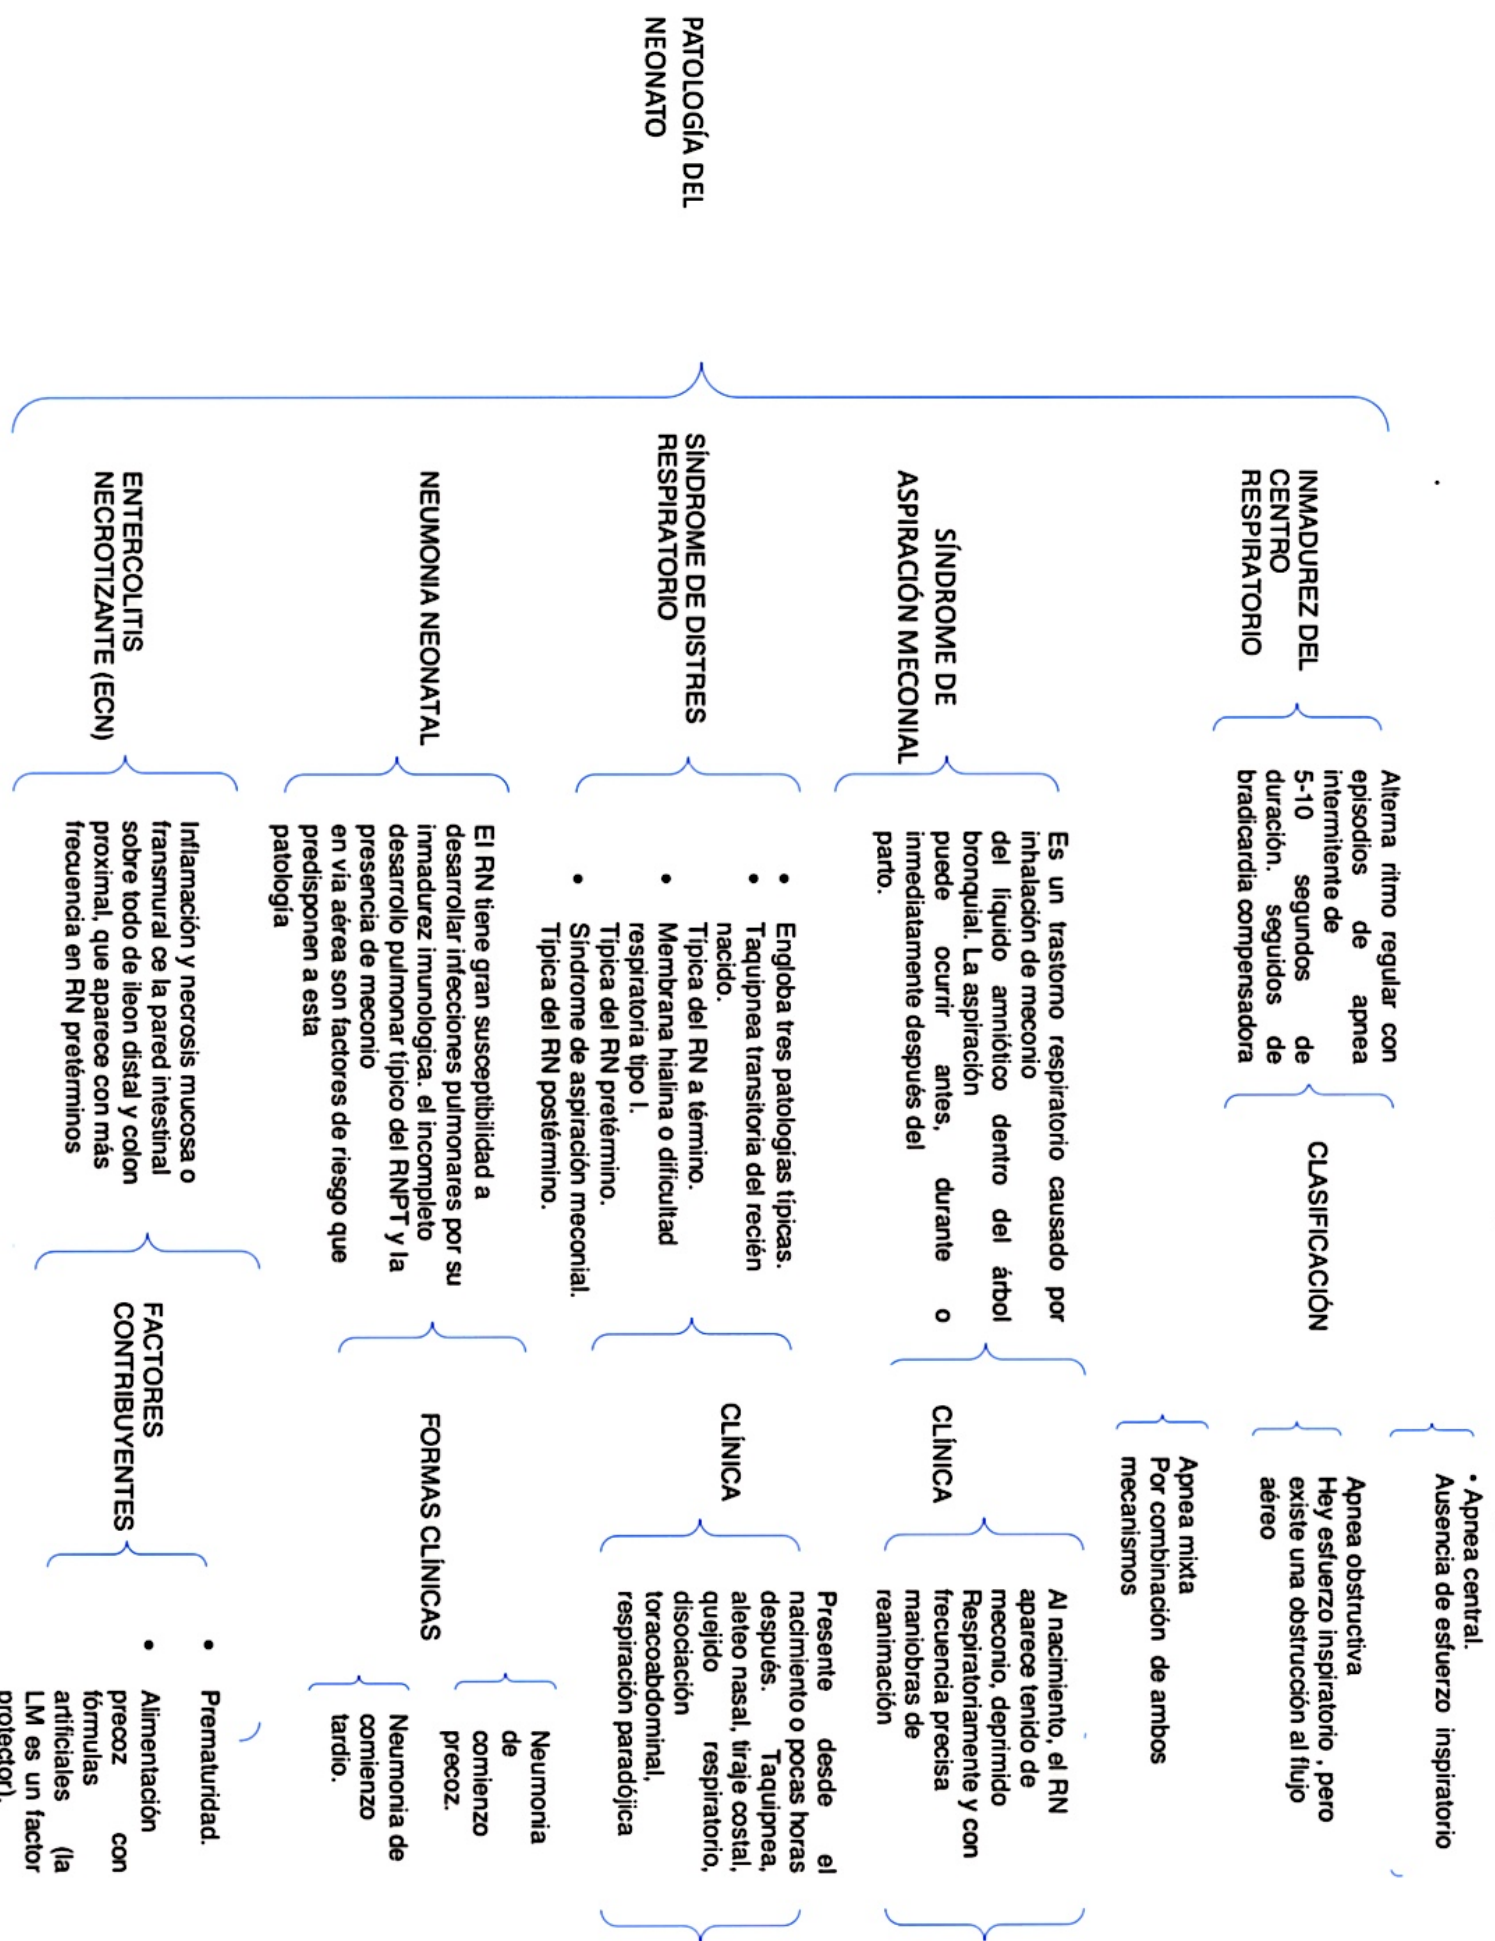 PATOLOGÍA DEL
NEONATO
INMADUREZ DEL
CENTRO
RESPIRATORIO
Alterna ritmo regular con
episodios de apnea
intermitente de
5-10 segundos de
duración. seguidos de
bradicardia compensadora
CLASIFICACIÓN
• Apnea central.
Ausencia de esfuerzo inspiratorio
Apnea obstructiva
Hey esfuerzo inspiratorio , pero
existe una obstrucción al flujo
aéreo
Apnea mixta
Por combinación de ambos
mecanismos
SÍNDROME DE
ASPIRACIÓN MECONIAL
Es un trastorno respiratorio causado por
inhalación de meconio
del líquido amniótico dentro del árbol
bronquial. La aspiración
puede ocurrir antes, durante o
inmediatamente después del
parto.
CLÍNICA
Al nacimiento, el RN
aparece tenido de
meconio, deprimido
Respiratoriamente y con
frecuencia precisa
maniobras de
reanimación
SÍNDROME DE DISTRES
RESPIRATORIO
• Engloba tres patologías típicas.
• Taquipnea transitoria del recién
nacido.
Típica del RN a término.
• Membrana hialina o dificultad
respiratoria tipo I.
Típica del RN pretérmino.
• Síndrome de aspiración meconial.
Típica del RN postérmino.
CLÍNICA
Presente desde el
nacimiento o pocas horas
después. Taquipnea,
aleteo nasal, tiraje costal,
quejido respiratorio,
disociación
toracoabdominal,
respiración paradójica
NEUMONIA NEONATAL
El RN tiene gran susceptibilidad a
desarrollar infecciones pulmonares por su
inmadurez imunologica. el incompleto
desarrollo pulmonar típico del RNPT y la
presencia de meconio
en vía aérea son factores de riesgo que
predisponen a esta
patología
FORMAS CLÍNICAS
Neumonia
de
comienzo
precoz.
Neumonia de
comienzo
tardio.
ENTERCOLITIS
NECROTIZANTE (ECN)
Inflamación y necrosis mucosa o
transmural ce la pared intestinal
sobre todo de ileon distal y colon
proximal, que aparece con más
frecuencia en RN pretérminos
FACTORES
CONTRIBUYENTES
• Prematuridad.
• Alimentación
precoz con
fórmulas
artificiales (la
LM es un factor
protector).